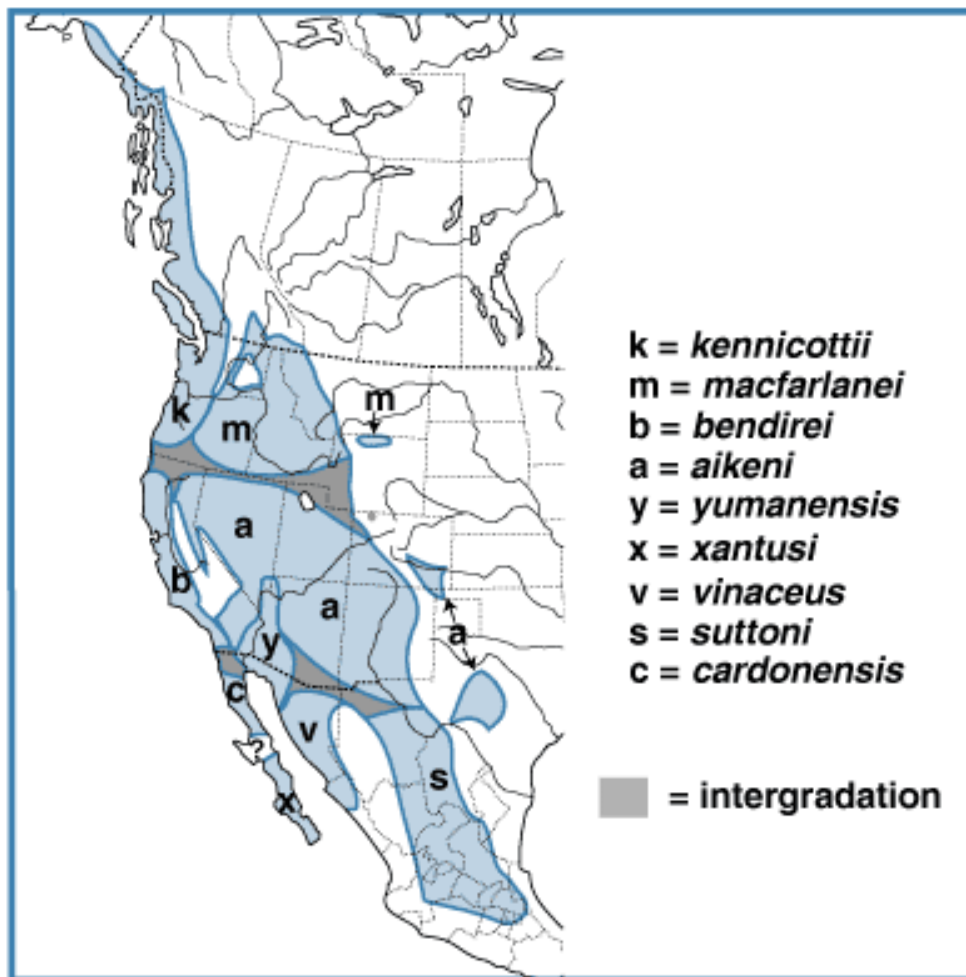 k
m
m
a
b
a
a
y
c
v
?
s
x
k = kennicottii
m = macfarlanei
b = bendirei
a = aikeni
y = yumanensis
x = xantusi
v = vinaceus
s = suttoni
c = cardonensis
= intergradation